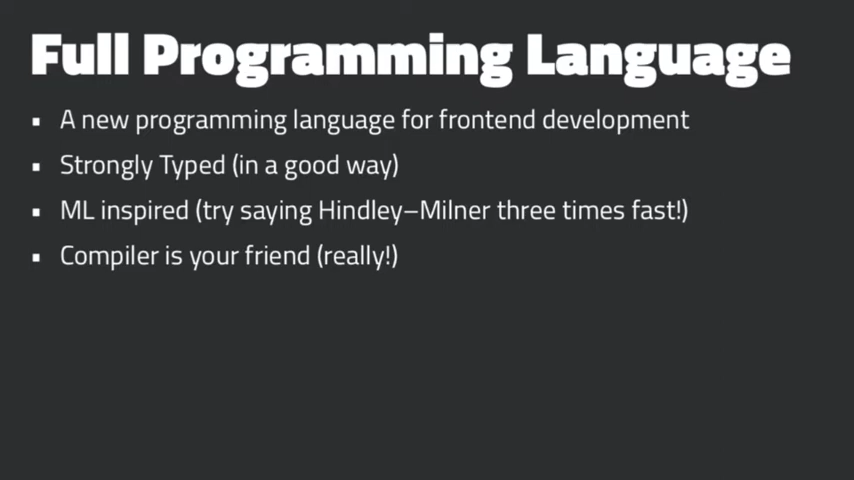 Full Programming Language
▪ A new programming language for frontend development
▪ Strongly Typed (in a good way)
▪ ML inspired (try saying Hindley–Milner three times fast!)
▪ Compiler is your friend (really!)